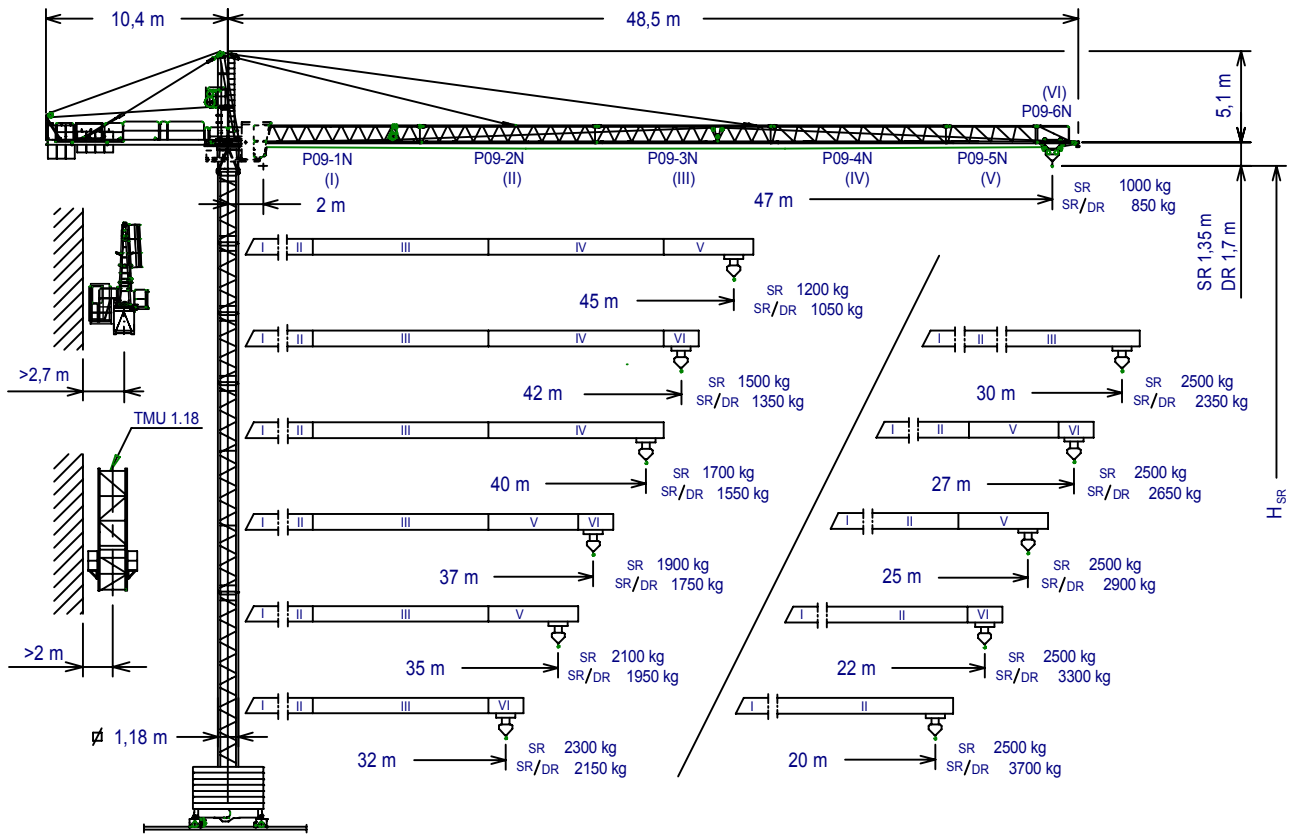 10,4 m
48,5 m
(VI)
P09-6N
5,1 m
P09-1N
(I)
P09-2N
(II)
P09-3N
(III)
P09-4N
(IV)
P09-5N
(V)
2 m
47 m
SR 1000 kg
SR/DR 850 kg
SR 1,35 m
DR 1,7 m
H SR
I II III IV V
45 m
SR 1200 kg
SR/DR 1050 kg
I II III IV VI
42 m
SR 1500 kg
SR/DR 1350 kg
I II III
30 m
SR 2500 kg
SR/DR 2350 kg
>2,7 m
TMU 1.18
I II III IV
40 m
SR 1700 kg
SR/DR 1550 kg
I II V VI
27 m
SR 2500 kg
SR/DR 2650 kg
I II III V VI
37 m
SR 1900 kg
SR/DR 1750 kg
I II V
25 m
SR 2500 kg
SR/DR 2900 kg
>2 m
I II III V
35 m
SR 2100 kg
SR/DR 1950 kg
I II VI
22 m
SR 2500 kg
SR/DR 3300 kg
1,18 m
I II III VI
32 m
SR 2300 kg
SR/DR 2150 kg
I II
20 m
SR 2500 kg
SR/DR 3700 kg